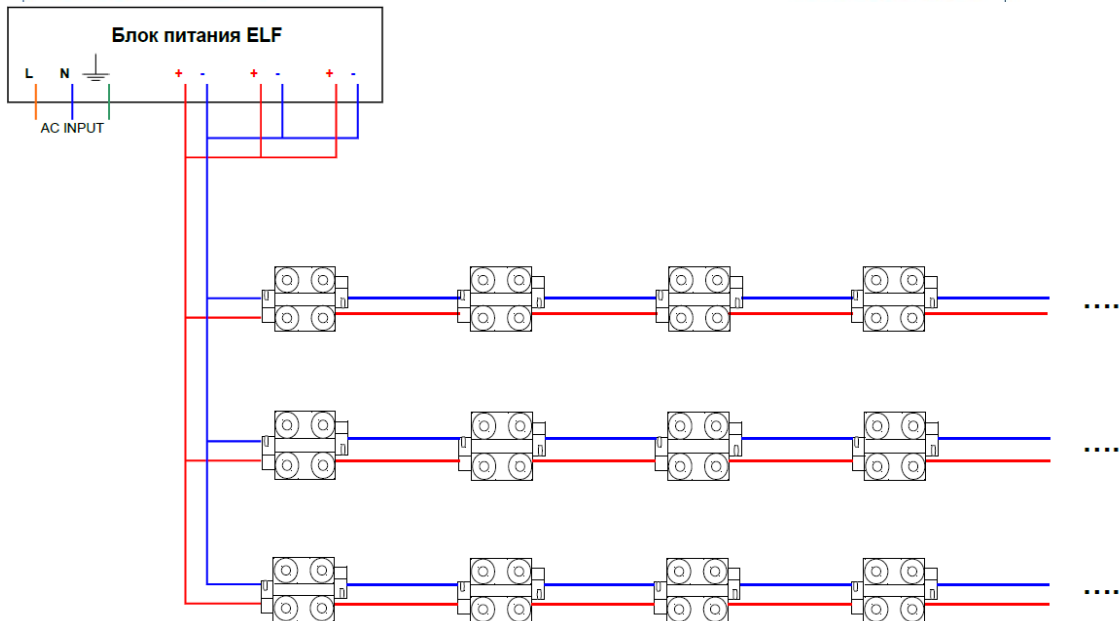 Блок питания ELF
L N + - + - + -
AC INPUT
....
....
....